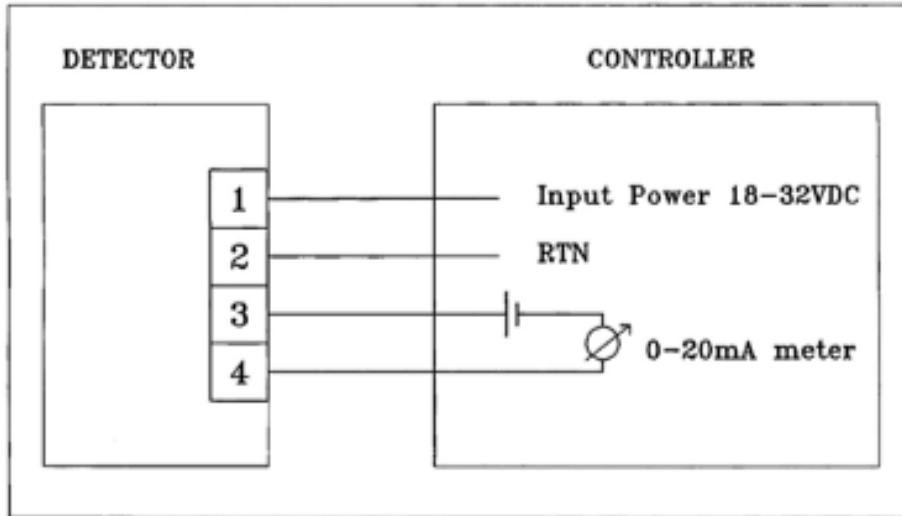 DETECTOR
CONTROLLER
1
Input Power 18-32VDC
2
RTN
3
4
0-20mA meter